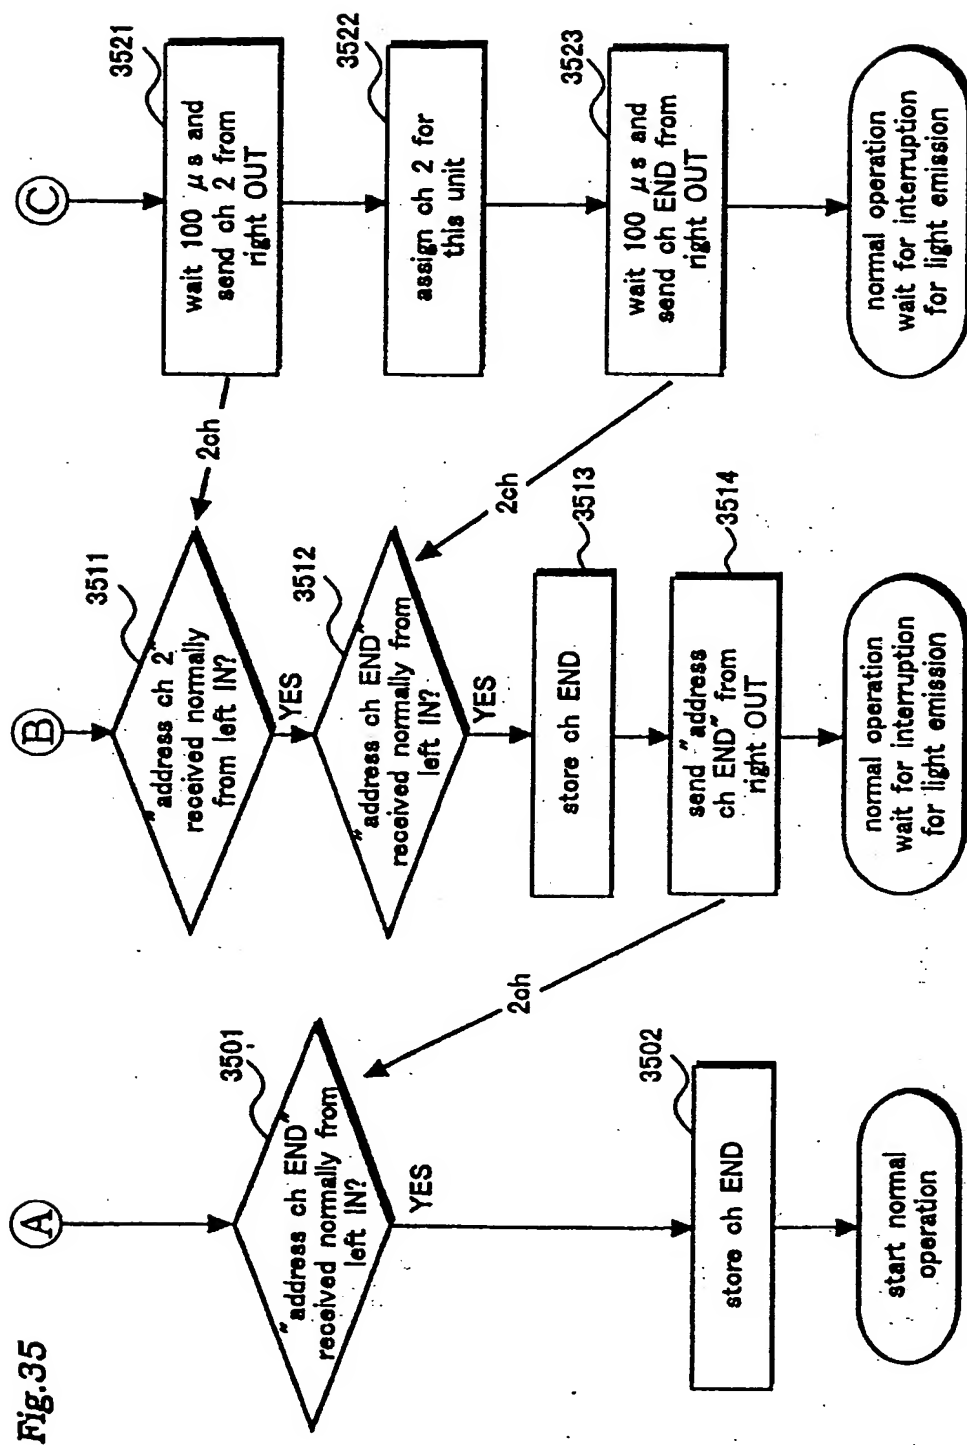 Fig.35
A
3501
"address ch END"
received normally from
left IN?
YES
3502
store ch END
start normal
operation
B
3511
"address ch 2"
received normally
from left IN?
YES
3512
"address ch END"
received normally from
left IN?
YES
3513
store ch END
3514
send "address
ch END" from
right OUT
2ch
normal operation
wait for interruption
for light emission
C
3521
wait 100 μs and
send ch 2 from
right OUT
2ch
3522
assign ch 2 for
this unit
3523
wait 100 μs and
send ch END from
right OUT
2ch
normal operation
wait for interruption
for light emission